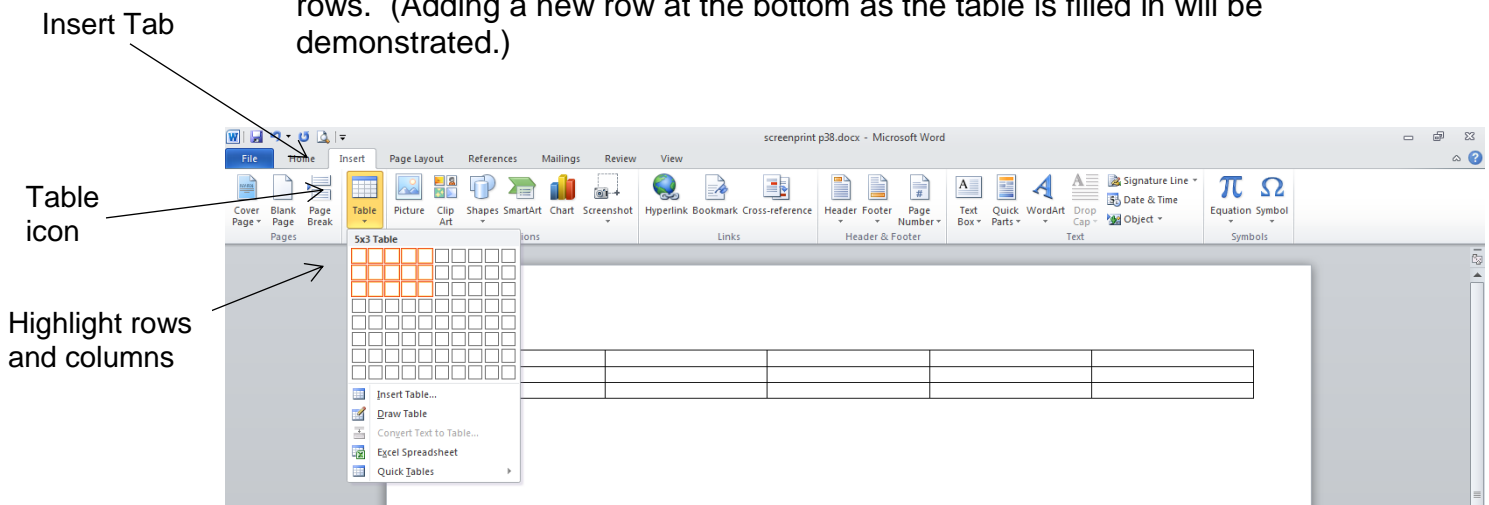 rows.  (Adding a new row at the bottom as the table is filled in will be
demonstrated.)
Insert Tab
Table
icon
Highlight rows
and columns
screenprint p38.docx - Microsoft Word
File Home Insert Page Layout References Mailings Review View
Cover Page Blank Page Page Break Table Picture Clip Art Shapes SmartArt Chart Screenshot Hyperlink Bookmark Cross-reference Header Footer Page Number Text Box Quick Parts WordArt Drop Cap Signature Line Date & Time Object Equation Symbol
Pages ions Links Header & Footer Text Symbols
5x3 Table
Insert Table...
Draw Table
Convert Text to Table...
Excel Spreadsheet
Quick Tables